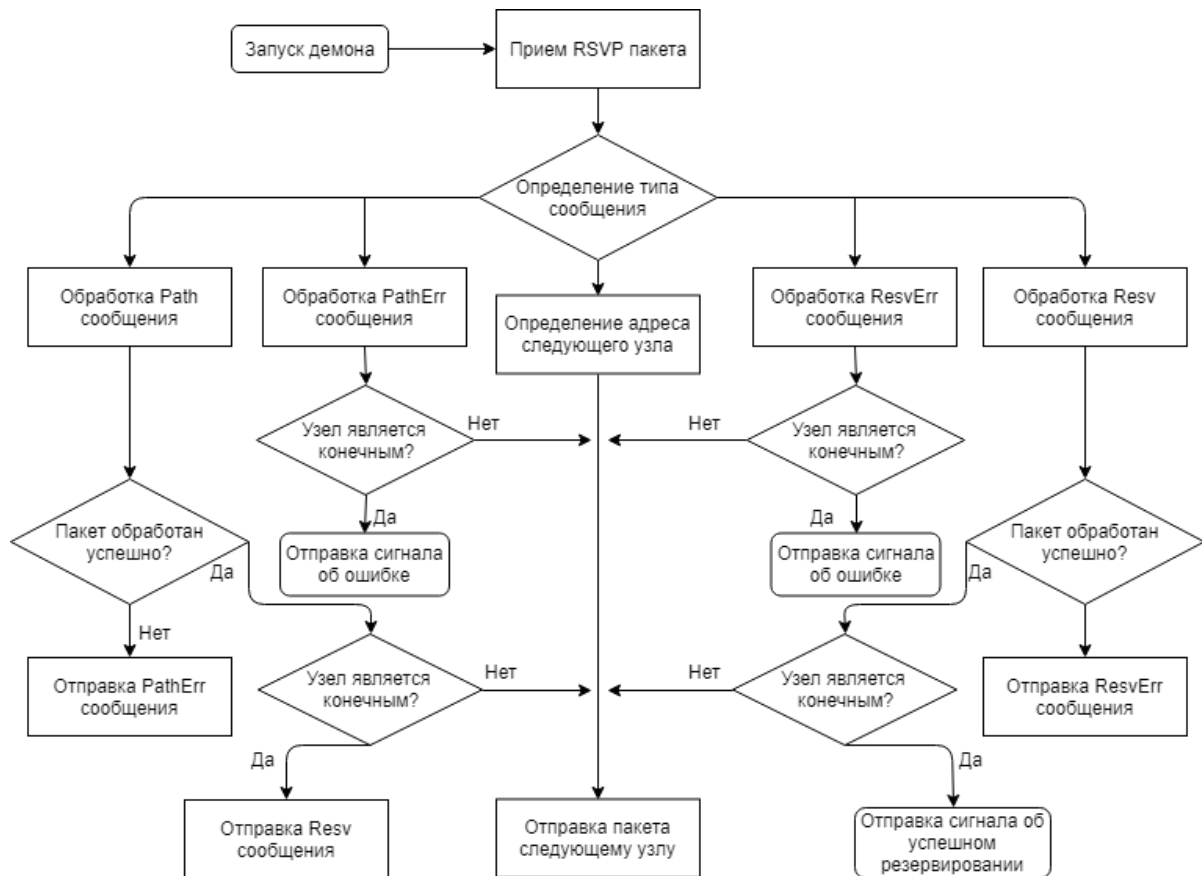 Запуск демона
Прием RSVP пакета
Определение типа
сообщения
Обработка Path
сообщения
Обработка PathErr
сообщения
Определение адреса
следующего узла
Обработка ResvErr
сообщения
Обработка Resv
сообщения
Узел является
конечным?
Нет
Нет
Узел является
конечным?
Да
Да
Пакет обработан
успешно?
Отправка сигнала
об ошибке
Отправка сигнала
об ошибке
Пакет обработан
успешно?
Да
Да
Нет
Отправка PathErr
сообщения
Узел является
конечным?
Нет
Нет
Узел является
конечным?
Отправка ResvErr
сообщения
Да
Да
Отправка Resv
сообщения
Отправка пакета
следующему узлу
Отправка сигнала об
успешном
резервировании